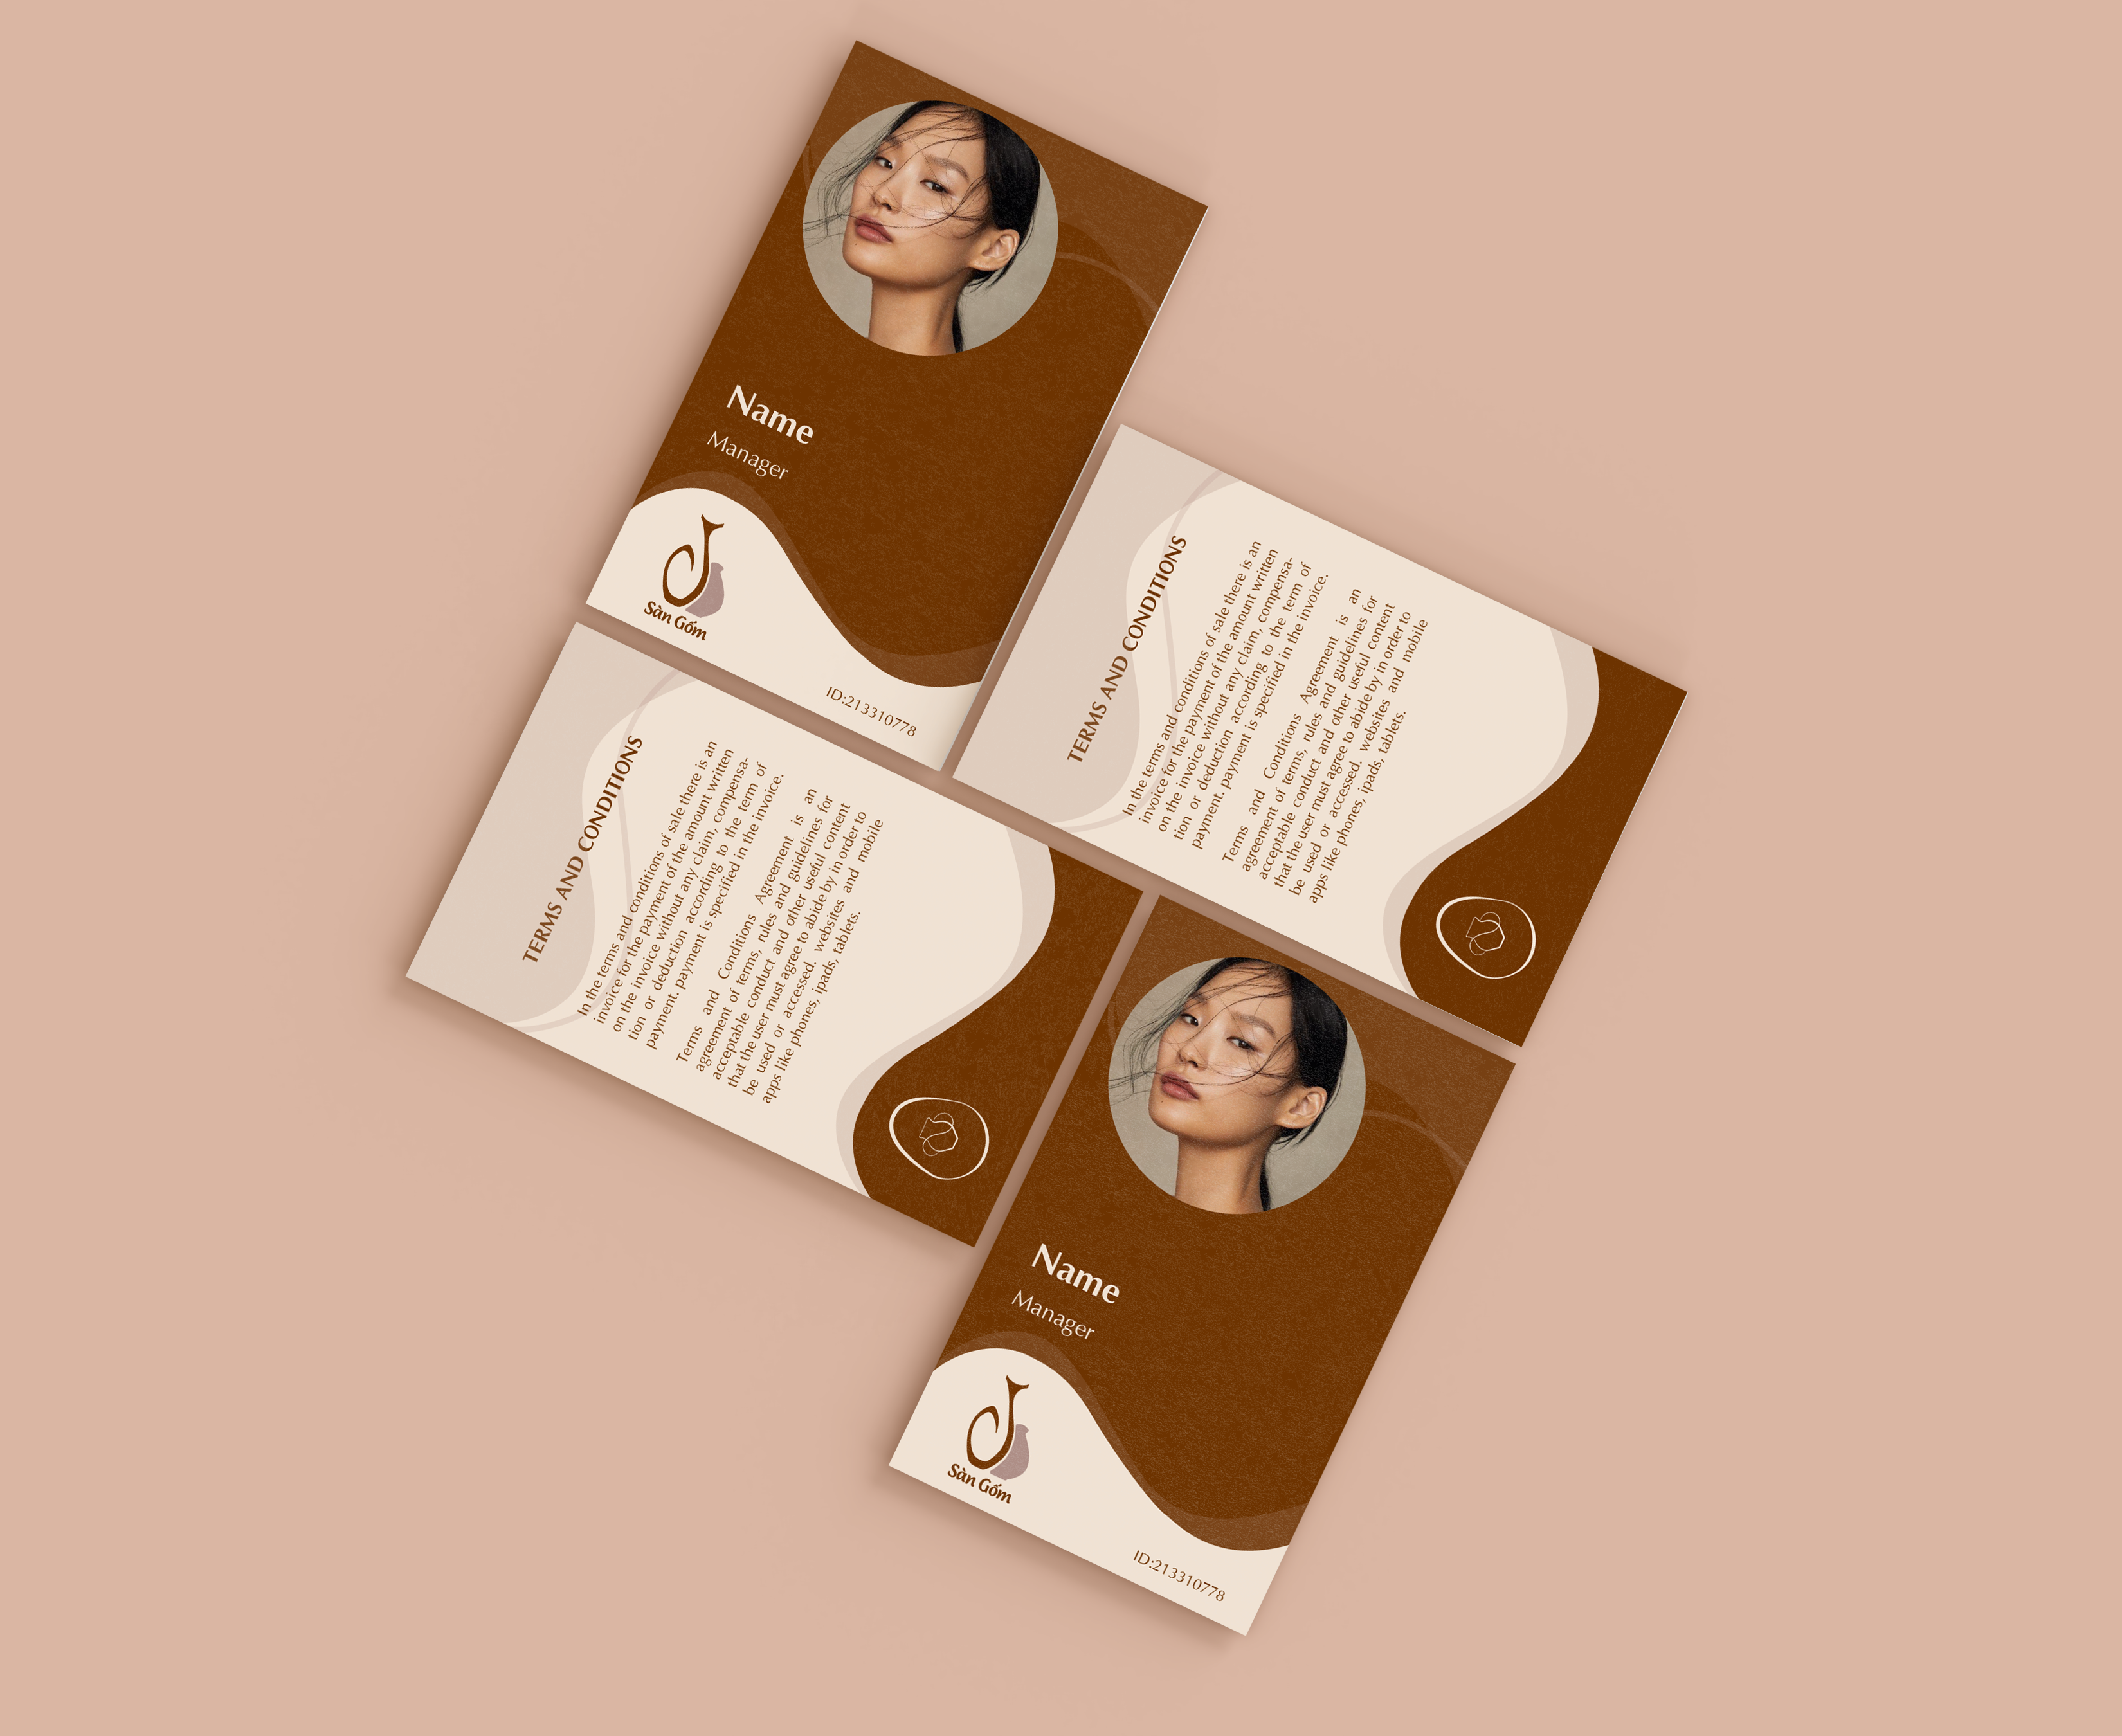 Name
Manager
Sàn Gốm
ID:213310778
TERMS AND CONDITIONS
In the terms and conditions of sale there is an
invoice for the payment of the amount written
on the invoice without any claim, compensa-
tion or deduction according to the term of
payment. payment is specified in the invoice.
Terms and Conditions Agreement is an
agreement of terms, rules and guidelines for
acceptable conduct and other useful content
that the user must agree to abide by in order to
be used or accessed. websites and mobile
apps like phones, ipads, tablets.
TERMS AND CONDITIONS
In the terms and conditions of sale there is an
invoice for the payment of the amount written
on the invoice without any claim, compensa-
tion or deduction according to the term of
payment. payment is specified in the invoice.
Terms and Conditions Agreement is an
agreement of terms, rules and guidelines for
acceptable conduct and other useful content
that the user must agree to abide by in order to
be used or accessed. websites and mobile
apps like phones, ipads, tablets.
Name
Manager
Sàn Gốm
ID:213310778